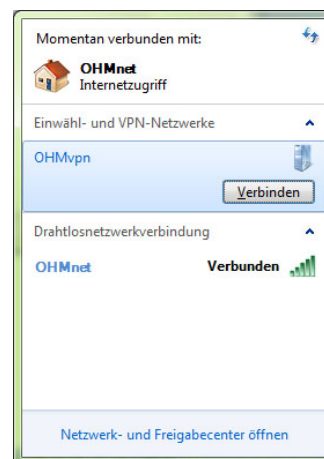 Momentan verbunden mit:
OHMnet
Internetzugriff
Einwähl- und VPN-Netzwerke
OHMvpn
Verbinden
Drahtlosnetzwerkverbindung
OHMnet Verbunden
Netzwerk- und Freigabecenter öffnen